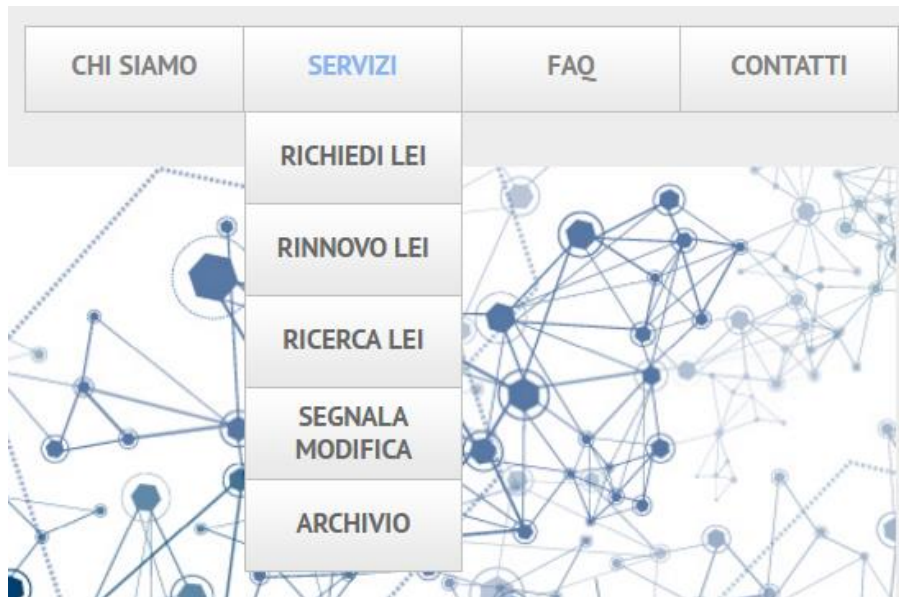 CHI SIAMO SERVIZI FAQ CONTATTI
RICHIEDI LEI
RINNOVO LEI
RICERCA LEI
SEGNALA
MODIFICA
ARCHIVIO